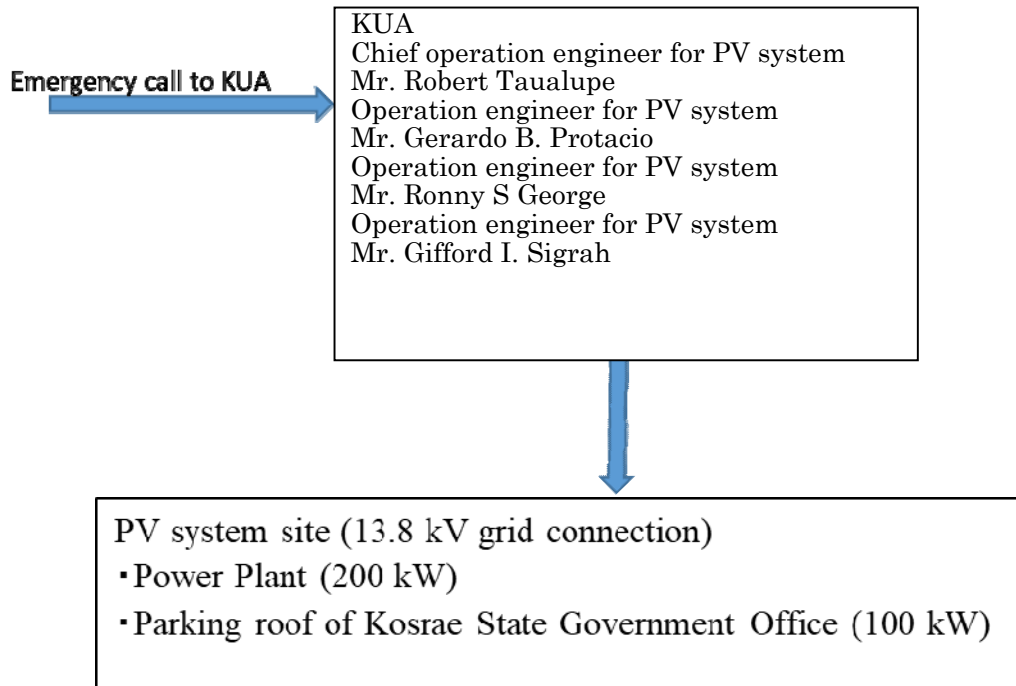 KUA
Chief operation engineer for PV system
Mr. Robert Taualupe
Emergency call to KUA
Operation engineer for PV system
Mr. Gerardo B. Protacio
Operation engineer for PV system
Mr. Ronny S George
Operation engineer for PV system
Mr. Gifford I. Sigrah
PV system site (13.8 kV grid connection)
・Power Plant (200 kW)
・Parking roof of Kosrae State Government Office (100 kW)